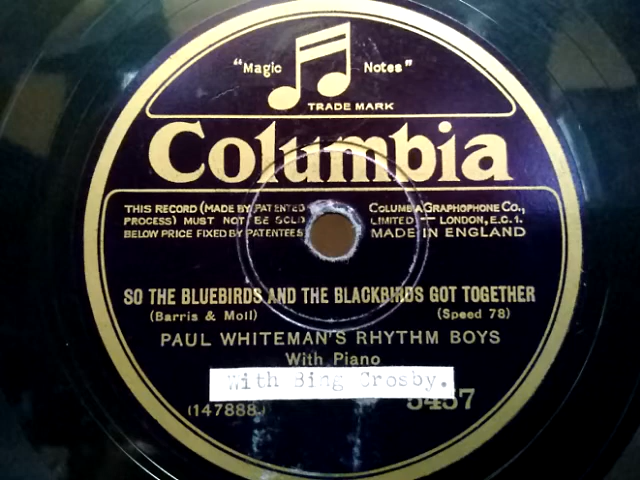 "Magic Notes"
TRADE MARK
Columbia
THIS RECORD (MADE BY PATENTED
PROCESS) MUST NOT BE SOLD
BELOW PRICE FIXED BY PATENTEES
COLUMBIA GRAPHOPHONE CO.,
LIMITED — LONDON, E.C.1.
MADE IN ENGLAND
SO THE BLUEBIRDS AND THE BLACKBIRDS GOT TOGETHER
(Barris & Moll) (Speed 78)
PAUL WHITEMAN'S RHYTHM BOYS
With Piano
With Bing Crosby.
(147888.) 5457